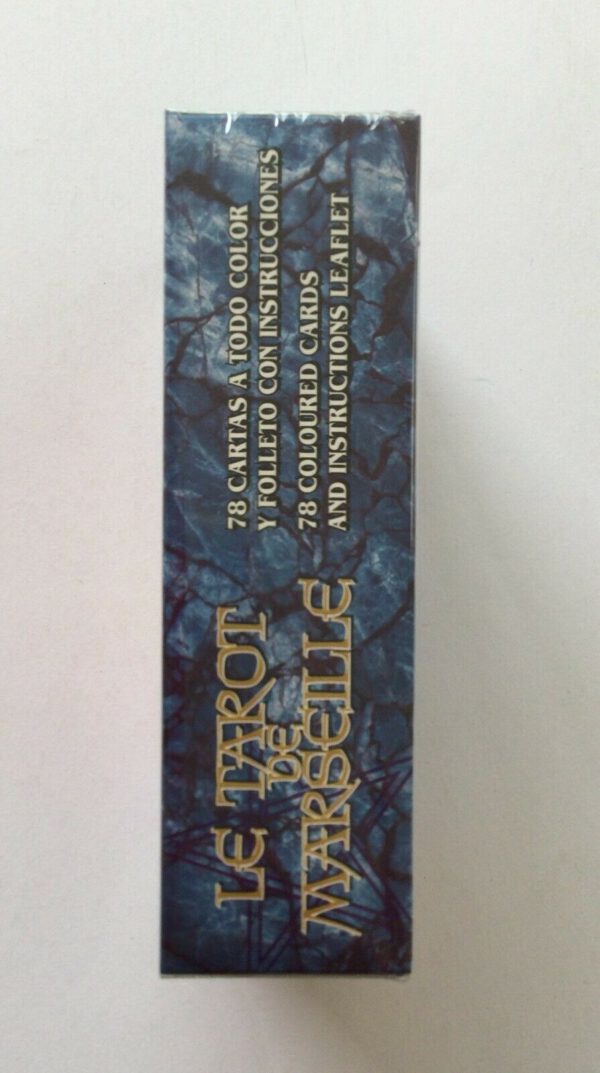 LE TAROT
DE
MARSEILLE
78 CARTAS A TODO COLOR
Y FOLLETO CON INSTRUCCIONES
78 COLOURED CARDS
AND INSTRUCTIONS LEAFLET